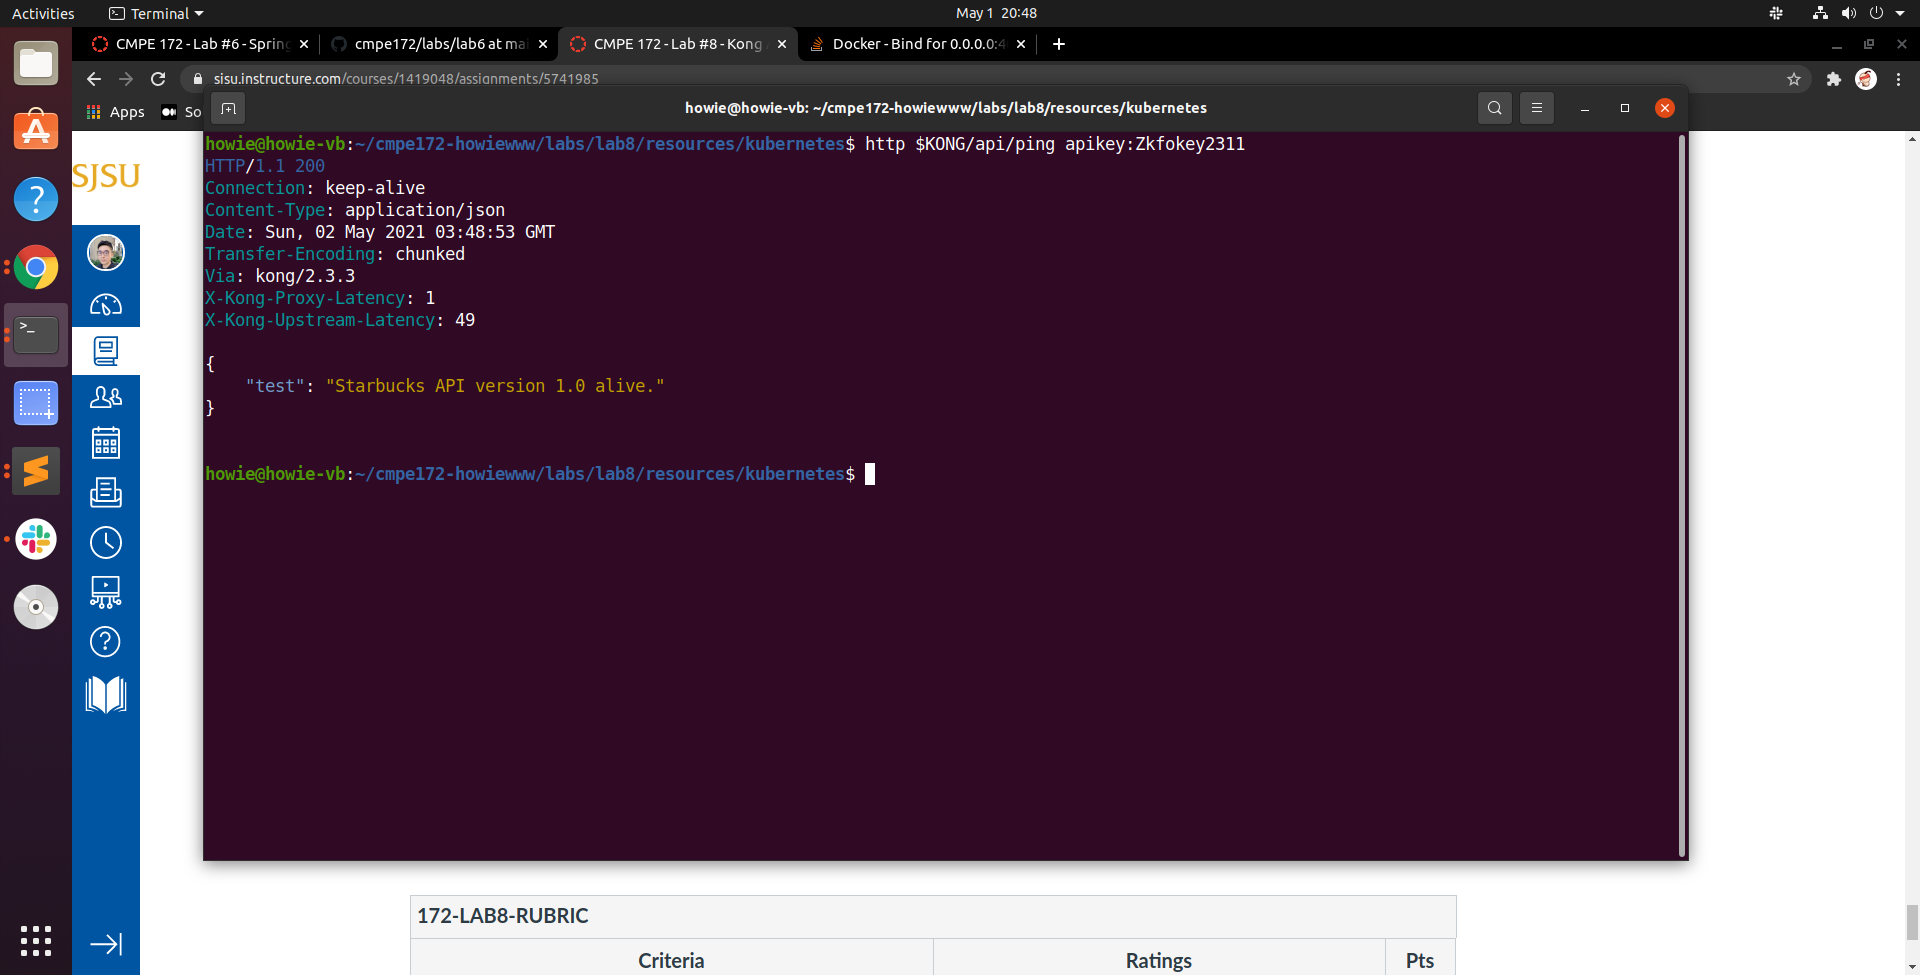 Activities
Terminal
May 1 20:48
CMPE 172 - Lab #6 - Spring
cmpe172/labs/lab6 at mai
CMPE 172 - Lab #8 - Kong
Docker - Bind for 0.0.0.0:4
sisu.instructure.com/courses/1419048/assignments/5741985
Apps
So
howie@howie-vb: ~/cmpe172-howiewww/labs/lab8/resources/kubernetes
SJSU
howie@howie-vb:~/cmpe172-howiewww/labs/lab8/resources/kubernetes$ http $KONG/api/ping apikey:Zkfokey2311
HTTP/1.1 200
Connection: keep-alive
Content-Type: application/json
Date: Sun, 02 May 2021 03:48:53 GMT
Transfer-Encoding: chunked
Via: kong/2.3.3
X-Kong-Proxy-Latency: 1
X-Kong-Upstream-Latency: 49
{
"test": "Starbucks API version 1.0 alive."
}
howie@howie-vb:~/cmpe172-howiewww/labs/lab8/resources/kubernetes$
172-LAB8-RUBRIC
Criteria
Ratings
Pts